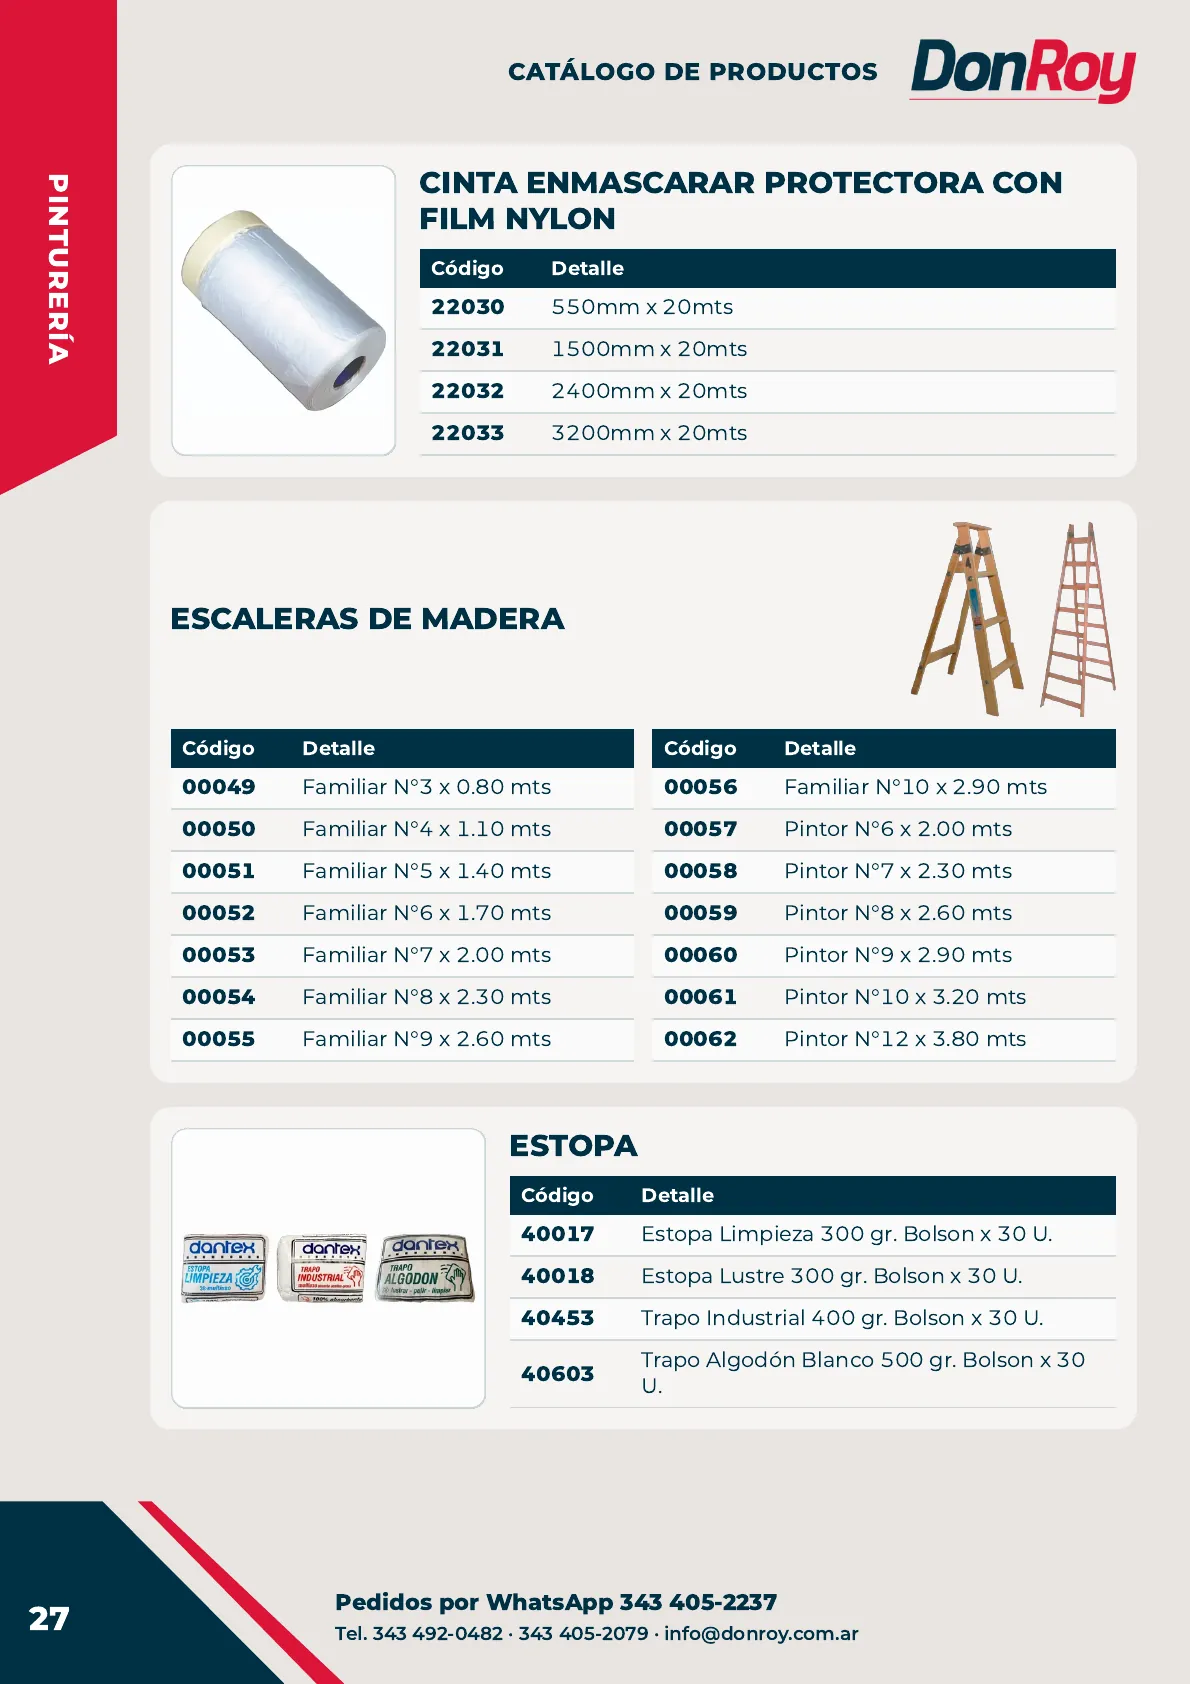 CATÁLOGO DE PRODUCTOS
DonRoy
PINTURERÍA
CINTA ENMASCARAR PROTECTORA CON
FILM NYLON
Código Detalle
22030 550mm x 20mts
22031 1500mm x 20mts
22032 2400mm x 20mts
22033 3200mm x 20mts
ESCALERAS DE MADERA
Código Detalle
00049 Familiar N°3 x 0.80 mts
00050 Familiar N°4 x 1.10 mts
00051 Familiar N°5 x 1.40 mts
00052 Familiar N°6 x 1.70 mts
00053 Familiar N°7 x 2.00 mts
00054 Familiar N°8 x 2.30 mts
00055 Familiar N°9 x 2.60 mts
Código Detalle
00056 Familiar N°10 x 2.90 mts
00057 Pintor N°6 x 2.00 mts
00058 Pintor N°7 x 2.30 mts
00059 Pintor N°8 x 2.60 mts
00060 Pintor N°9 x 2.90 mts
00061 Pintor N°10 x 3.20 mts
00062 Pintor N°12 x 3.80 mts
dantex
ESTOPA
LIMPIEZA
dantex
TRAPO
INDUSTRIAL
100% absorbente
dantex
TRAPO
ALGODON
lustrar - pulir - limpiar
ESTOPA
Código Detalle
40017 Estopa Limpieza 300 gr. Bolson x 30 U.
40018 Estopa Lustre 300 gr. Bolson x 30 U.
40453 Trapo Industrial 400 gr. Bolson x 30 U.
40603 Trapo Algodón Blanco 500 gr. Bolson x 30
U.
27
Pedidos por WhatsApp 343 405-2237
Tel. 343 492-0482 · 343 405-2079 · info@donroy.com.ar